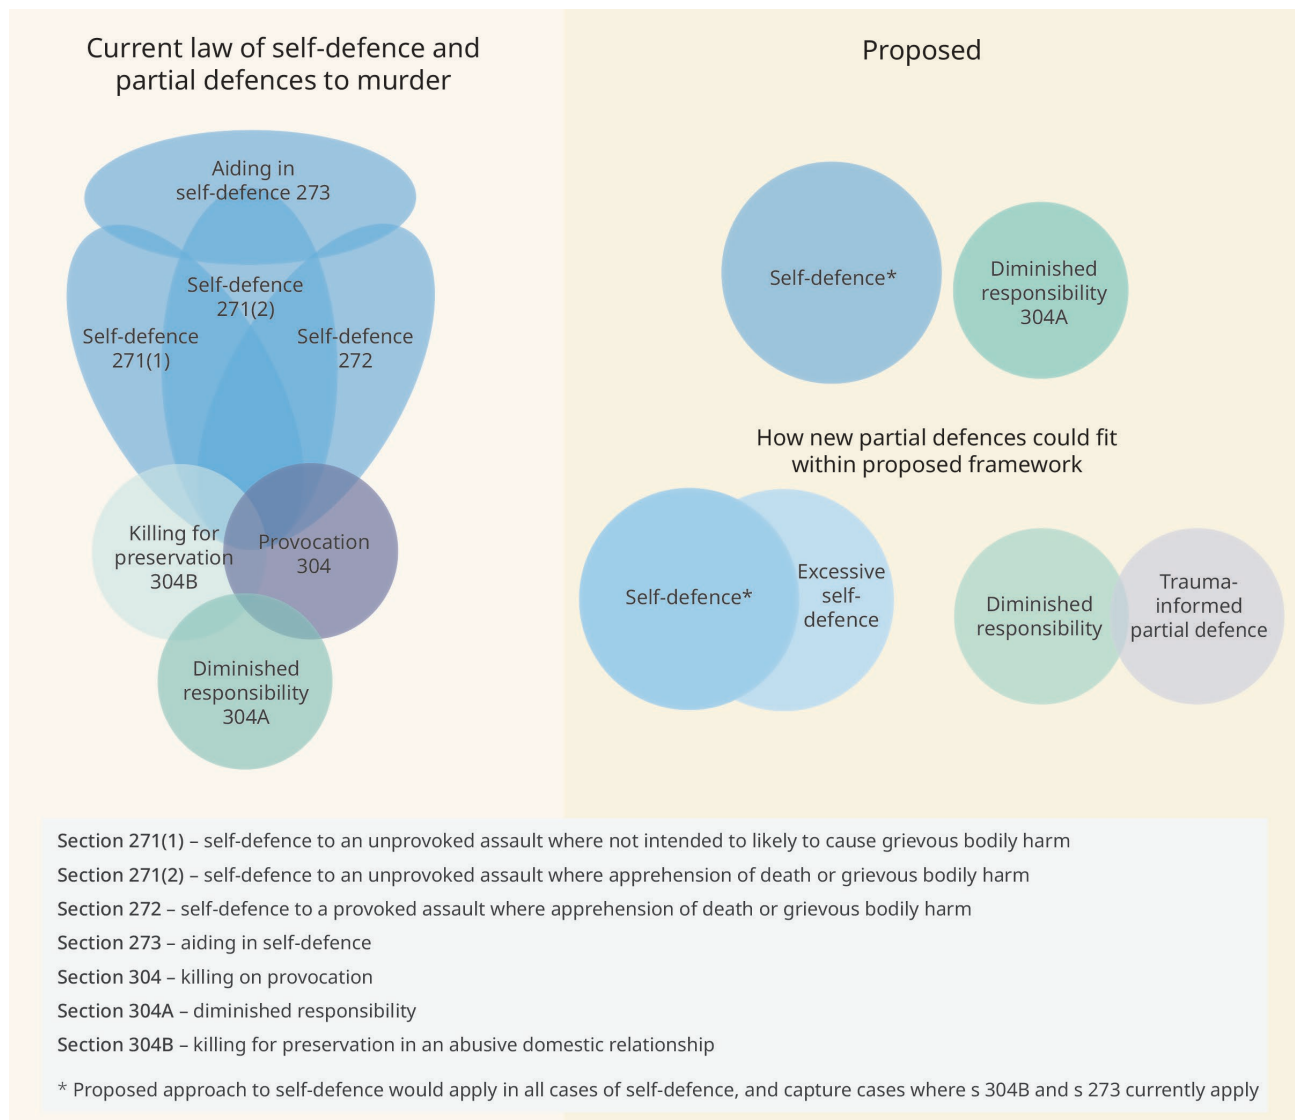 Current law of self-defence and
partial defences to murder
Aiding in
self-defence 273
Self-defence
271(2)
Self-defence
271(1)
Self-defence
272
Killing for
preservation
304B
Provocation
304
Diminished
responsibility
304A
Proposed
Self-defence*
Diminished
responsibility
304A
How new partial defences could fit
within proposed framework
Self-defence*
Excessive
self-
defence
Diminished
responsibility
Trauma-
informed
partial defence
Section 271(1) – self-defence to an unprovoked assault where not intended to likely to cause grievous bodily harm
Section 271(2) – self-defence to an unprovoked assault where apprehension of death or grievous bodily harm
Section 272 – self-defence to a provoked assault where apprehension of death or grievous bodily harm
Section 273 – aiding in self-defence
Section 304 – killing on provocation
Section 304A – diminished responsibility
Section 304B – killing for preservation in an abusive domestic relationship
* Proposed approach to self-defence would apply in all cases of self-defence, and capture cases where s 304B and s 273 currently apply